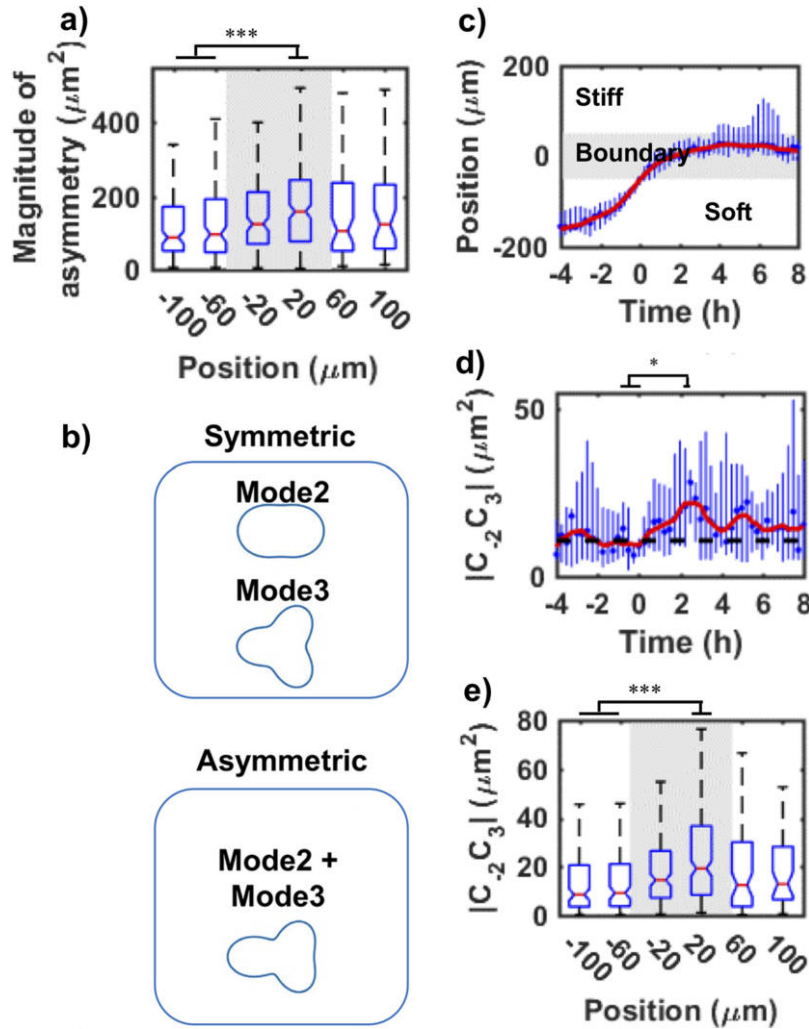 a)
***
Magnitude of
asymmetry (μm²)
400
200
0
-100
-60
-20
20
60
100
Position (μm)
b)
Symmetric
Mode2
Mode3
Asymmetric
Mode2 +
Mode3
c)
Position (μm)
200
0
-200
Stiff
Boundary
Soft
-4
-2
0
2
4
6
8
Time (h)
d)
*
|C₋₂C₃| (μm²)
50
0
-4
-2
0
2
4
6
8
Time (h)
e)
***
|C₋₂C₃| (μm²)
80
60
40
20
0
-100
-60
-20
20
60
100
Position (μm)